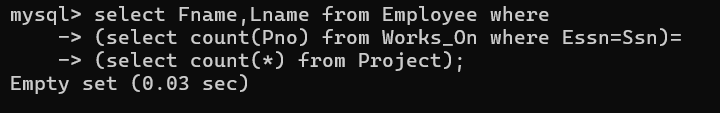 mysql> select Fname,Lname from Employee where
    -> (select count(Pno) from Works_On where Essn=Ssn)=
    -> (select count(*) from Project);
Empty set (0.03 sec)